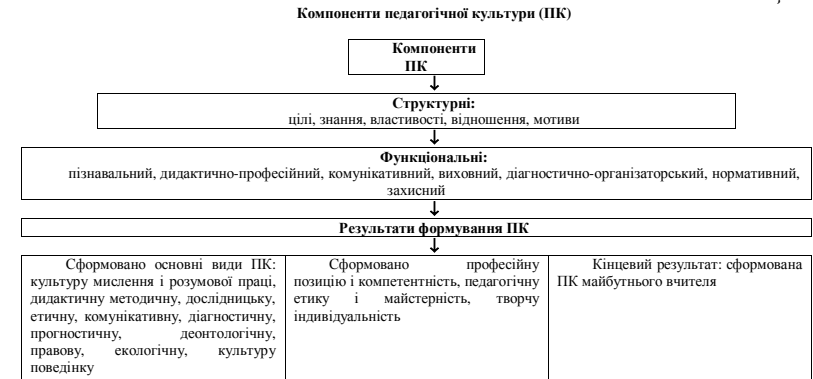 Компоненти педагогічної культури (ПК)
Компоненти
ПК
Структурні:
цілі, знання, властивості, відношення, мотиви
Функціональні:
пізнавальний, дидактично-професійний, комунікативний, виховний, діагностично-організаторський, нормативний,
захисний
Результати формування ПК
Сформовано основні види ПК:
культуру мислення і розумової праці,
дидактичну методичну, дослідницьку,
етичну, комунікативну, діагностичну,
прогностичну, деонтологічну,
правову, екологічну, культуру
поведінку
Сформовано професійну
позицію і компетентність, педагогічну
етику і майстерність, творчу
індивідуальність
Кінцевий результат: сформована
ПК майбутнього вчителя